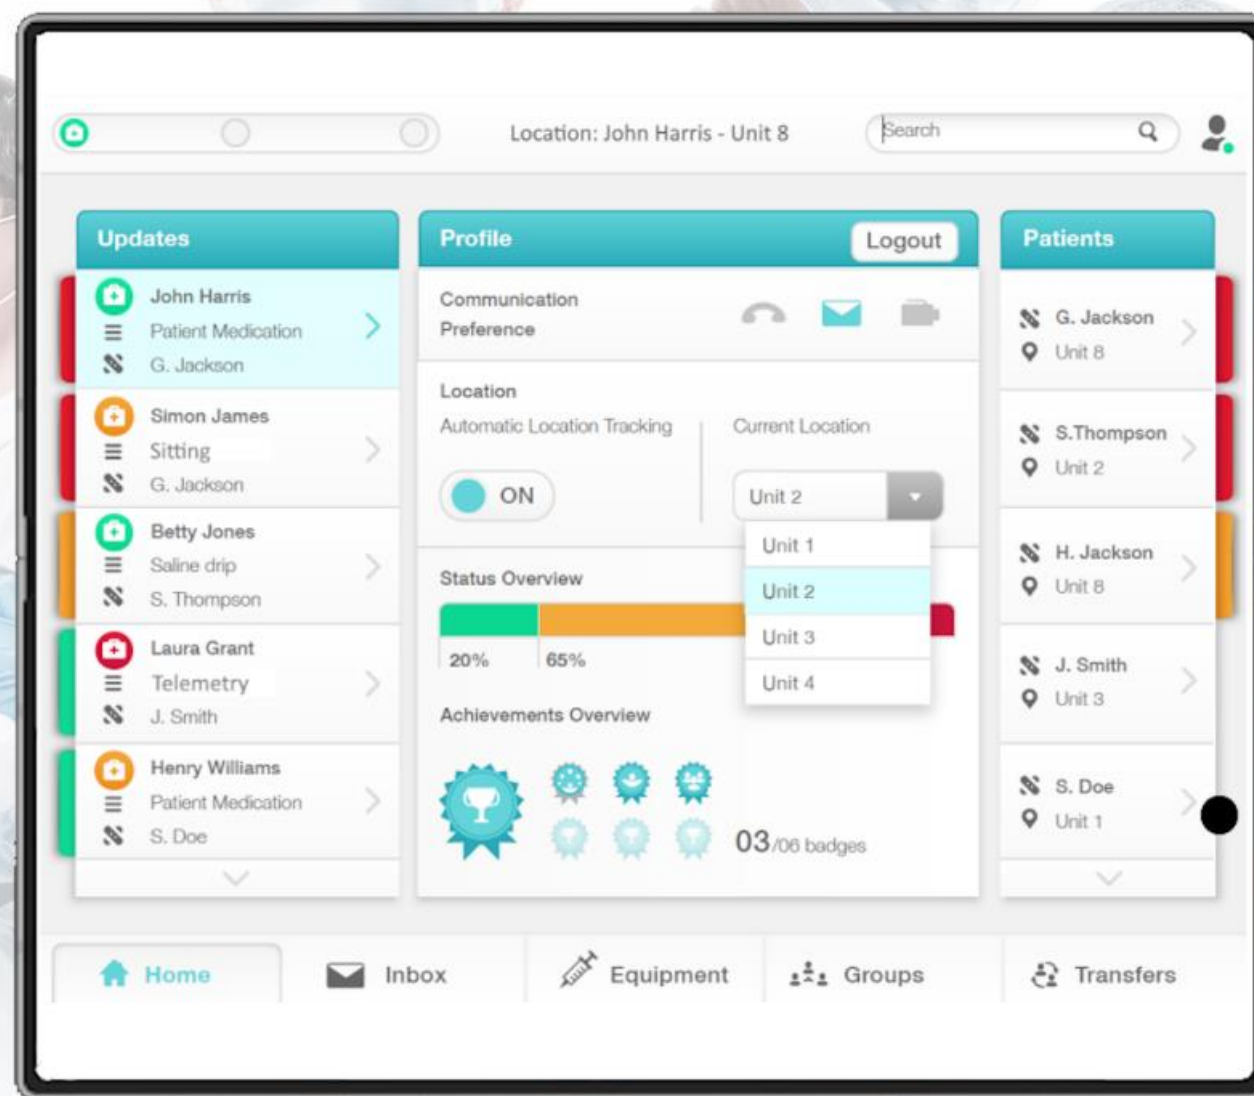 Location: John Harris - Unit 8
Search
Updates
John Harris
Patient Medication
G. Jackson
Simon James
Sitting
G. Jackson
Betty Jones
Saline drip
S. Thompson
Laura Grant
Telemetry
J. Smith
Henry Williams
Patient Medication
S. Doe
Profile
Logout
Communication
Preference
Location
Automatic Location Tracking
ON
Current Location
Unit 2
Unit 1
Unit 2
Unit 3
Unit 4
Status Overview
20% 65%
Achievements Overview
03/06 badges
Patients
G. Jackson
Unit 8
S.Thompson
Unit 2
H. Jackson
Unit 8
J. Smith
Unit 3
S. Doe
Unit 1
Home
Inbox
Equipment
Groups
Transfers